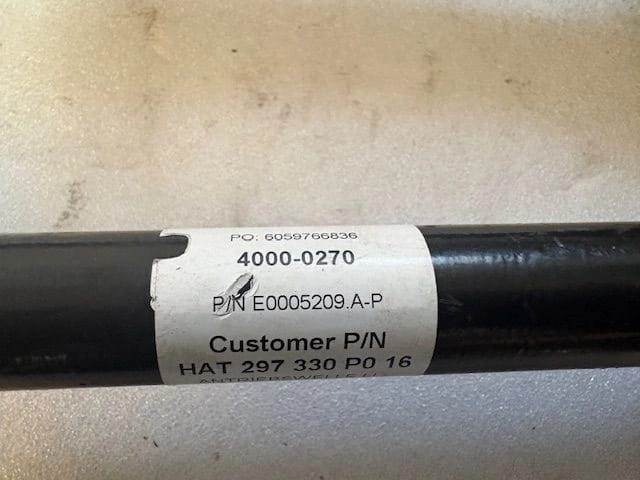 PO: 6059766836
4000-0270
P/N E0005209.A-P
Customer P/N
HAT 297 330 P0 16